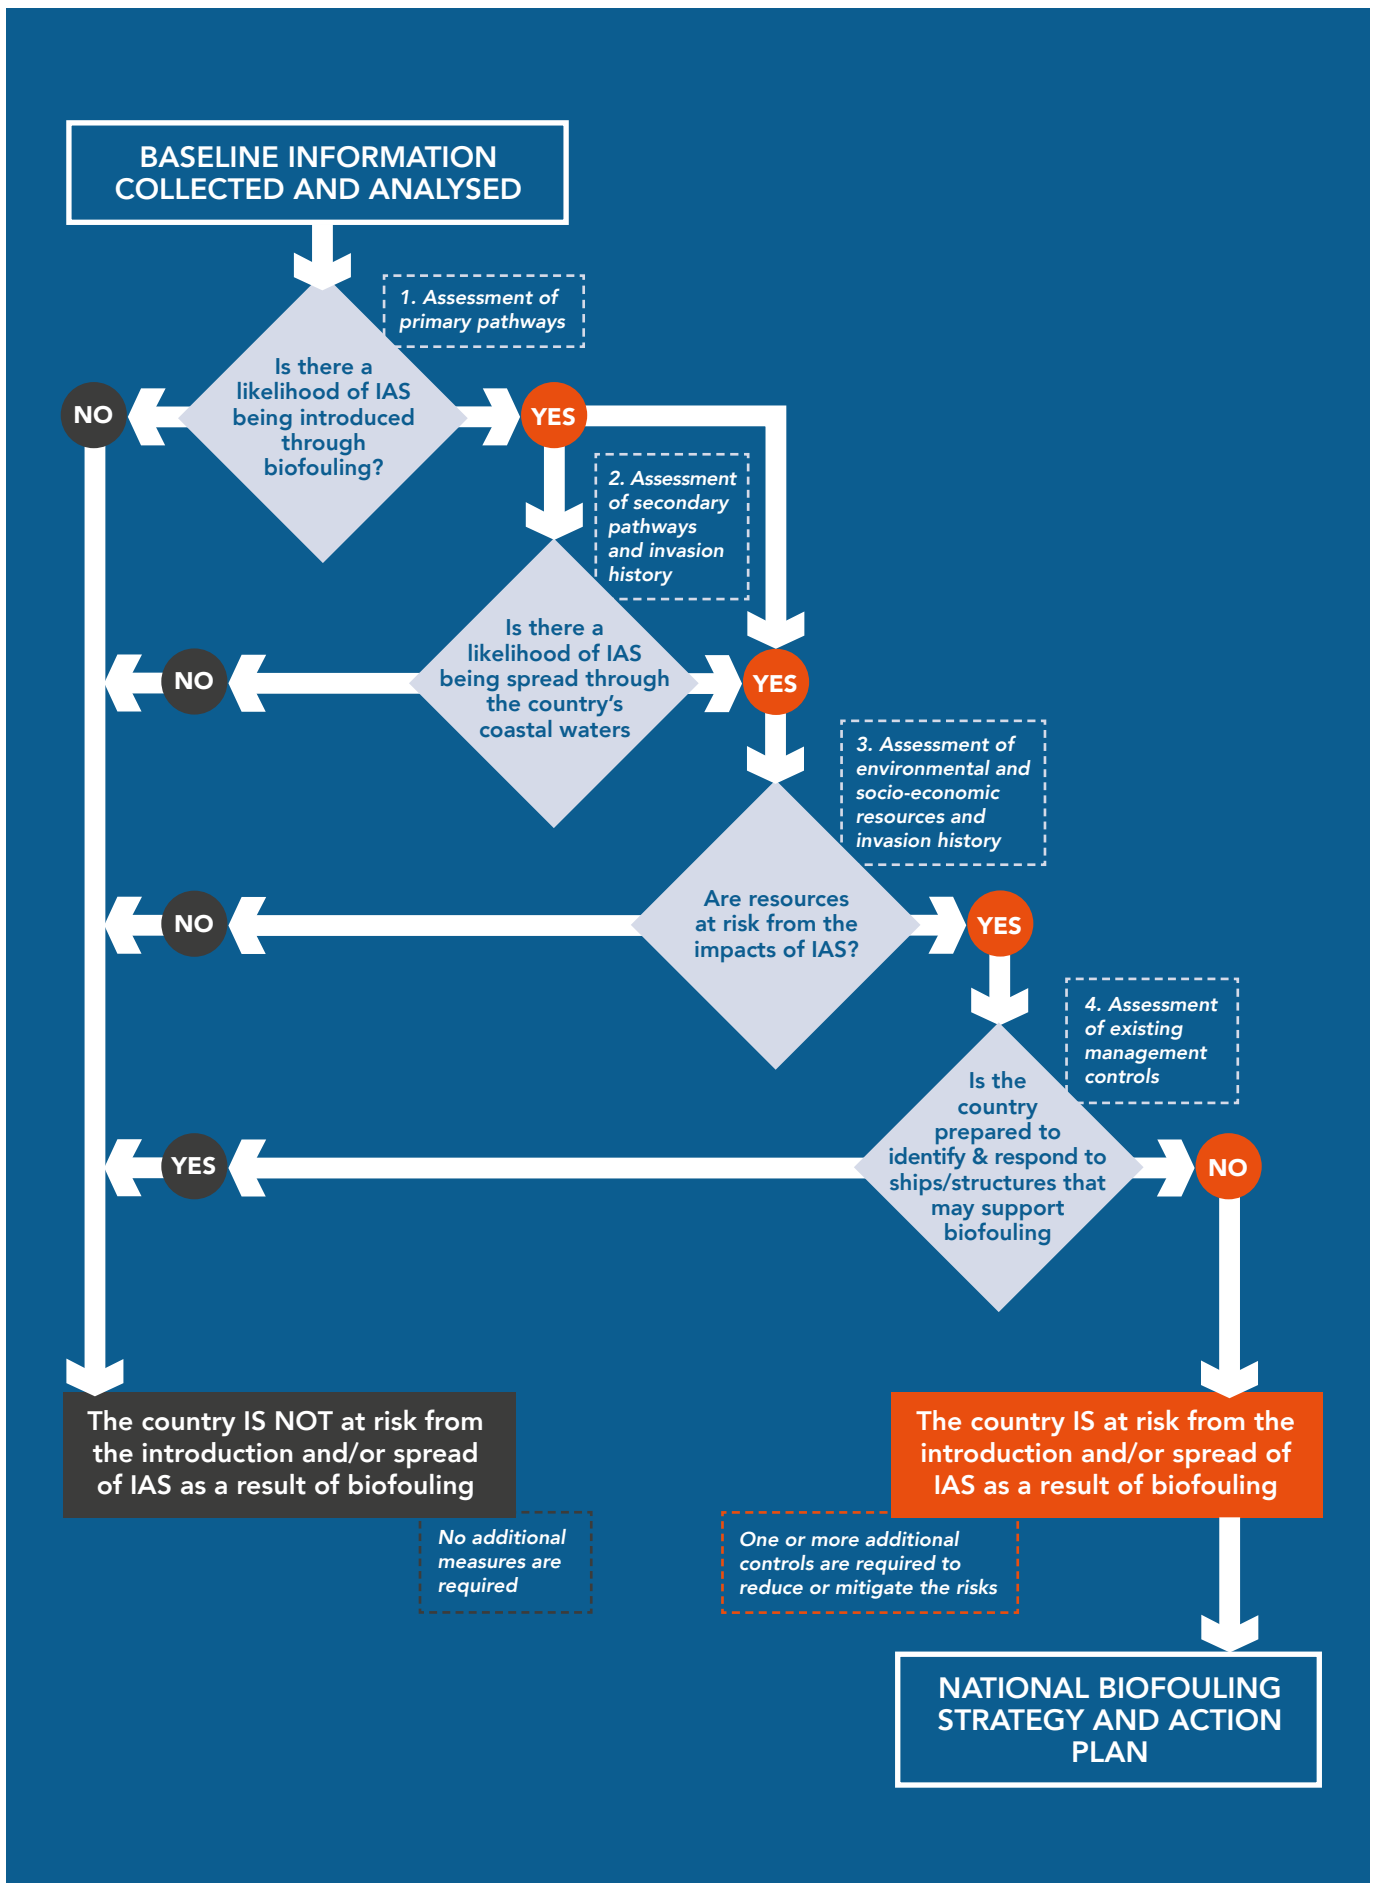 BASELINE INFORMATION
COLLECTED AND ANALYSED
1. Assessment of
primary pathways
Is there a
likelihood of IAS
being introduced
through
biofouling?
NO
YES
2. Assessment
of secondary
pathways
and invasion
history
Is there a
likelihood of IAS
being spread through
the country's
coastal waters
NO
YES
3. Assessment of
environmental and
socio-economic
resources and
invasion history
Are resources
at risk from the
impacts of IAS?
NO
YES
4. Assessment
of existing
management
controls
Is the
country
prepared to
identify & respond to
ships/structures that
may support
biofouling
YES
NO
The country IS NOT at risk from
the introduction and/or spread
of IAS as a result of biofouling
No additional
measures are
required
The country IS at risk from the
introduction and/or spread of
IAS as a result of biofouling
One or more additional
controls are required to
reduce or mitigate the risks
NATIONAL BIOFOULING
STRATEGY AND ACTION
PLAN